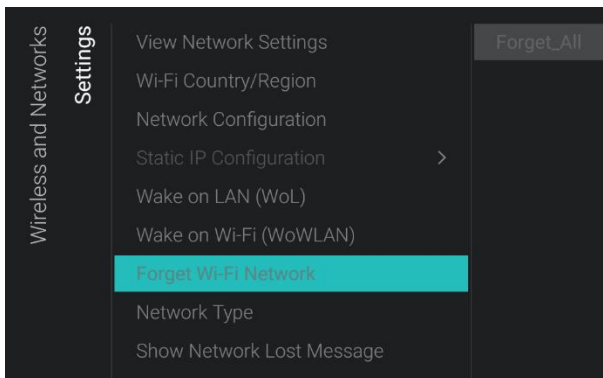 Wireless and Networks
Settings
View Network Settings
Wi-Fi Country/Region
Network Configuration
Static IP Configuration
Wake on LAN (WoL)
Wake on Wi-Fi (WoWLAN)
Forget Wi-Fi Network
Network Type
Show Network Lost Message
Forget_All